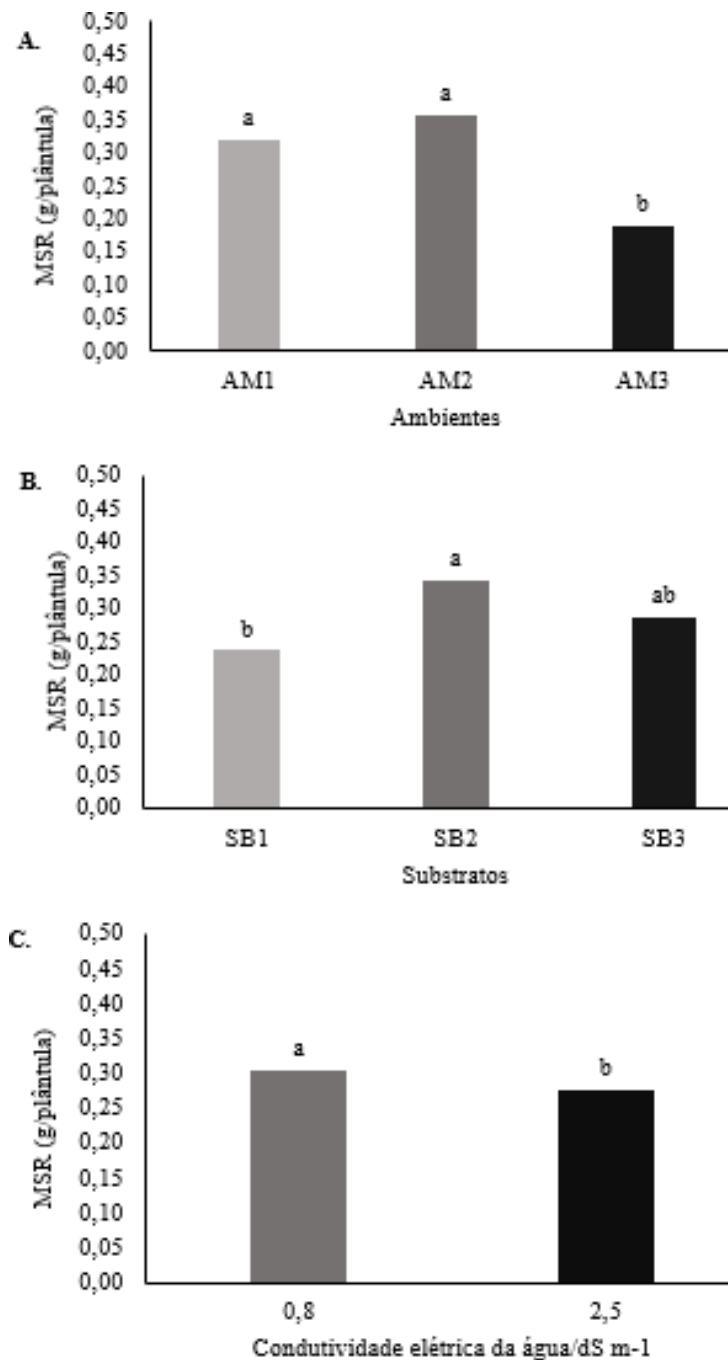 A.
MSR (g/plántula)
0,50
0,45
0,40
0,35
0,30
0,25
0,20
0,15
0,10
0,05
0,00
a
a
b
AM1 AM2 AM3
Ambientes
B.
MSR (g/plántula)
0,50
0,45
0,40
0,35
0,30
0,25
0,20
0,15
0,10
0,05
0,00
b
a
ab
SB1 SB2 SB3
Substratos
C.
MSR (g/plántula)
0,50
0,45
0,40
0,35
0,30
0,25
0,20
0,15
0,10
0,05
0,00
a
b
0,8 2,5
Condutividade elétrica da água/dS m-1